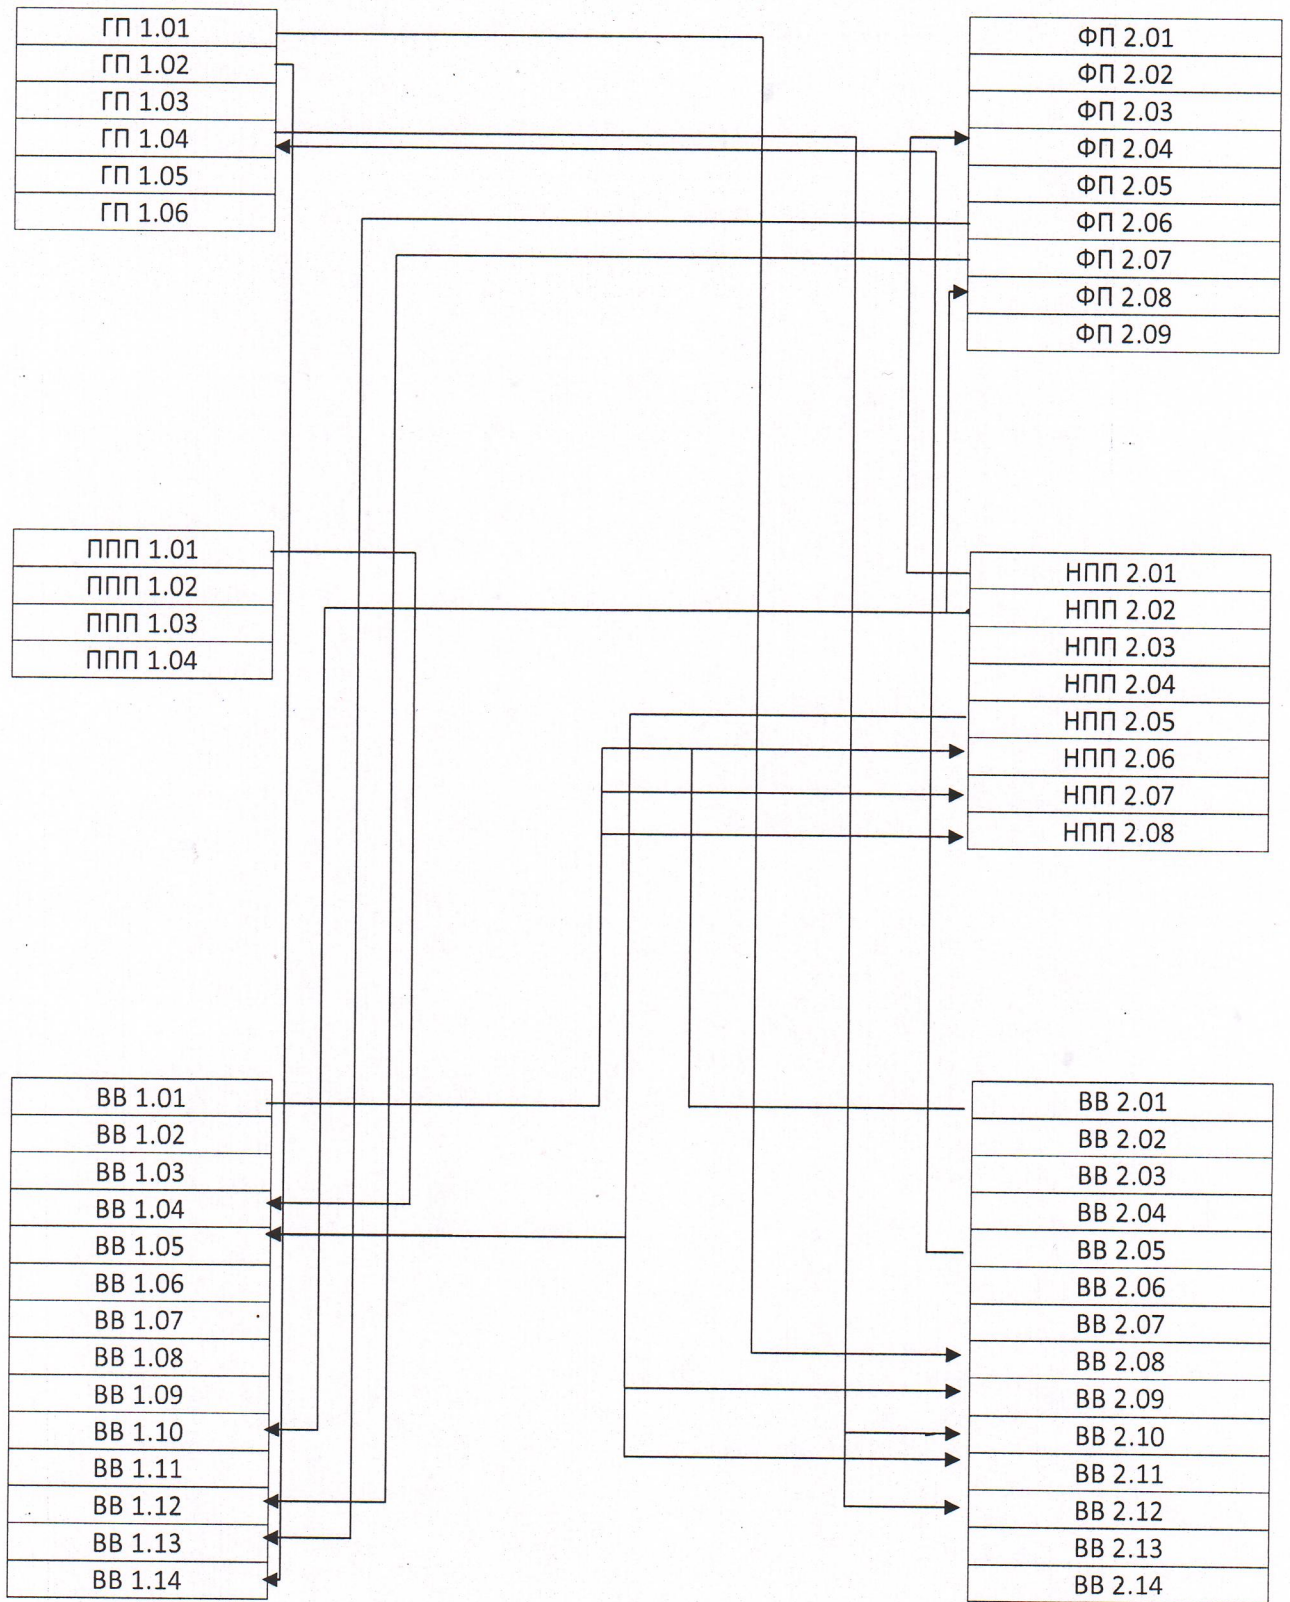 ГП 1.01
ГП 1.02
ГП 1.03
ГП 1.04
ГП 1.05
ГП 1.06
ФП 2.01
ФП 2.02
ФП 2.03
ФП 2.04
ФП 2.05
ФП 2.06
ФП 2.07
ФП 2.08
ФП 2.09
ППП 1.01
ППП 1.02
ППП 1.03
ППП 1.04
НПП 2.01
НПП 2.02
НПП 2.03
НПП 2.04
НПП 2.05
НПП 2.06
НПП 2.07
НПП 2.08
ВВ 1.01
ВВ 1.02
ВВ 1.03
ВВ 1.04
ВВ 1.05
ВВ 1.06
ВВ 1.07
ВВ 1.08
ВВ 1.09
ВВ 1.10
ВВ 1.11
ВВ 1.12
ВВ 1.13
ВВ 1.14
ВВ 2.01
ВВ 2.02
ВВ 2.03
ВВ 2.04
ВВ 2.05
ВВ 2.06
ВВ 2.07
ВВ 2.08
ВВ 2.09
ВВ 2.10
ВВ 2.11
ВВ 2.12
ВВ 2.13
ВВ 2.14